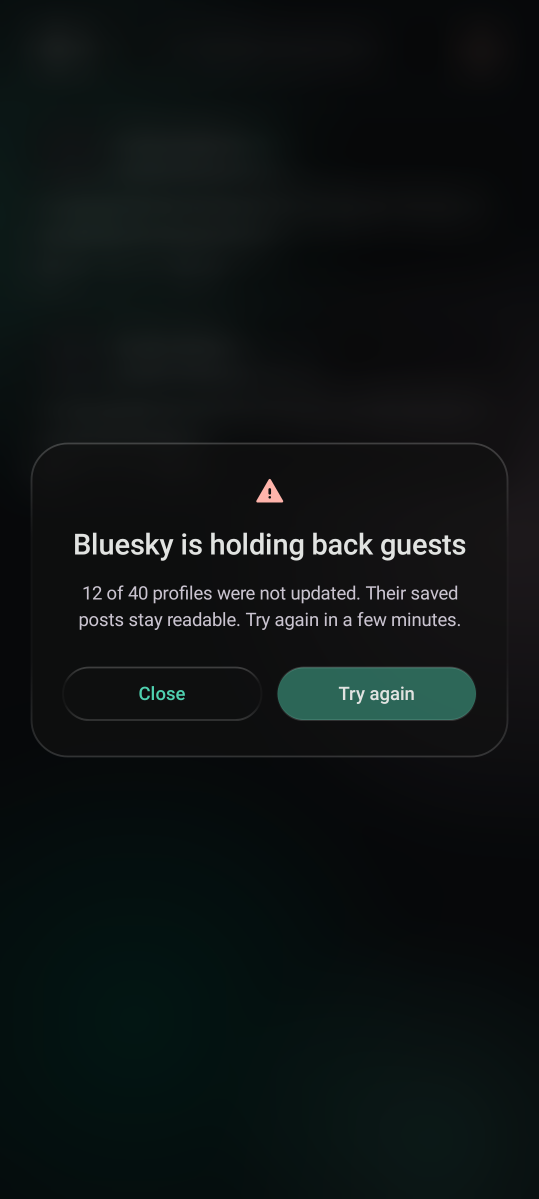 Bluesky is holding back guests
12 of 40 profiles were not updated. Their saved
posts stay readable. Try again in a few minutes.
Close
Try again